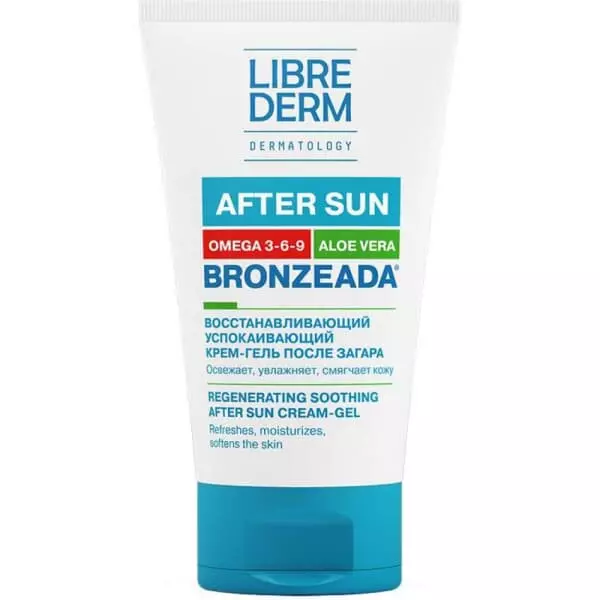 LIBRE
DERM
DERMATOLOGY
AFTER SUN
OMEGA 3-6-9 ALOE VERA
BRONZEADA®
ВОССТАНАВЛИВАЮЩИЙ
УСПОКАИВАЮЩИЙ
КРЕМ-ГЕЛЬ ПОСЛЕ ЗАГАРА
Освежает, увлажняет, смягчает кожу
REGENERATING SOOTHING
AFTER SUN CREAM-GEL
Refreshes, moisturizes,
softens the skin